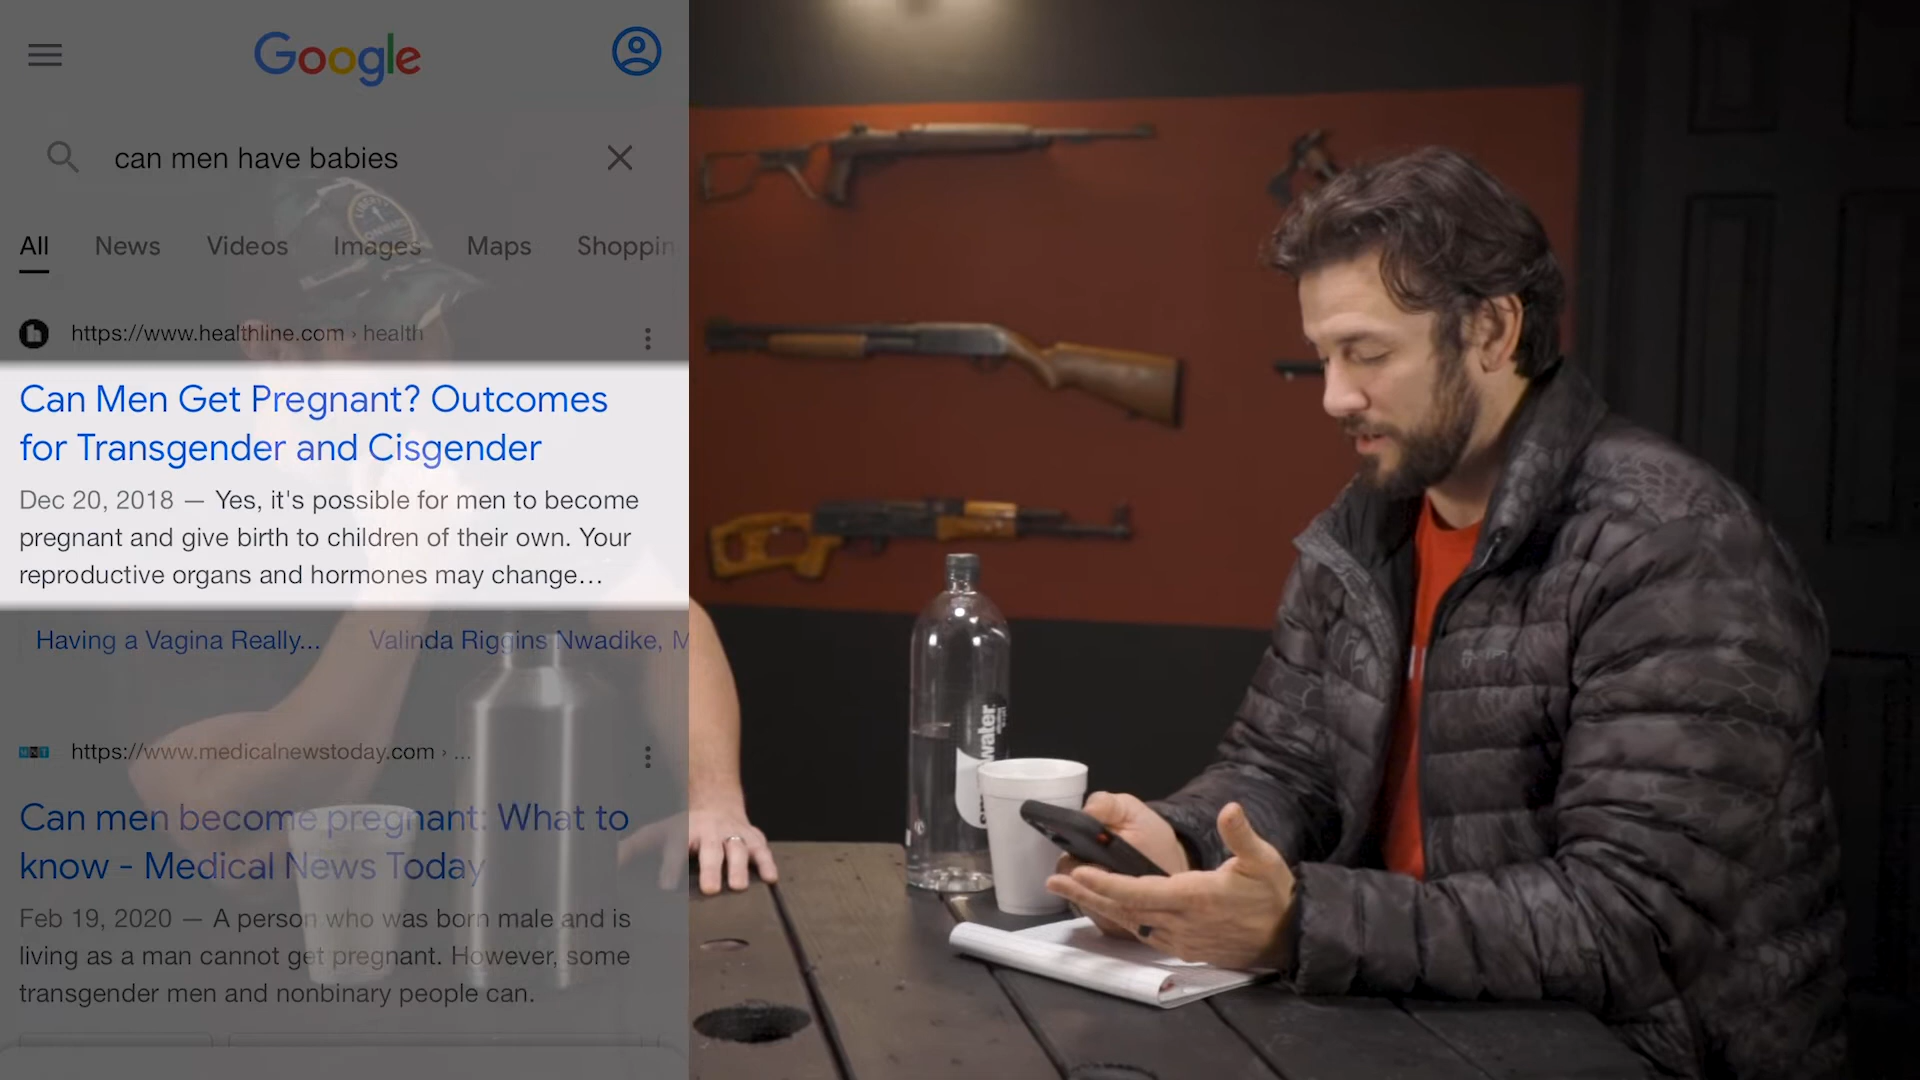 Google
can men have babies
All News Videos Images Maps Shoppin
https://www.healthline.com › health
Can Men Get Pregnant? Outcomes
for Transgender and Cisgender
Dec 20, 2018 — Yes, it's possible for men to become
pregnant and give birth to children of their own. Your
reproductive organs and hormones may change...
Having a Vagina Really... Valinda Riggins Nwadike, M
https://www.medicalnewstoday.com › ...
Can men become pregnant: What to
know - Medical News Today
Feb 19, 2020 — A person who was born male and is
living as a man cannot get pregnant. However, some
transgender men and nonbinary people can.
water